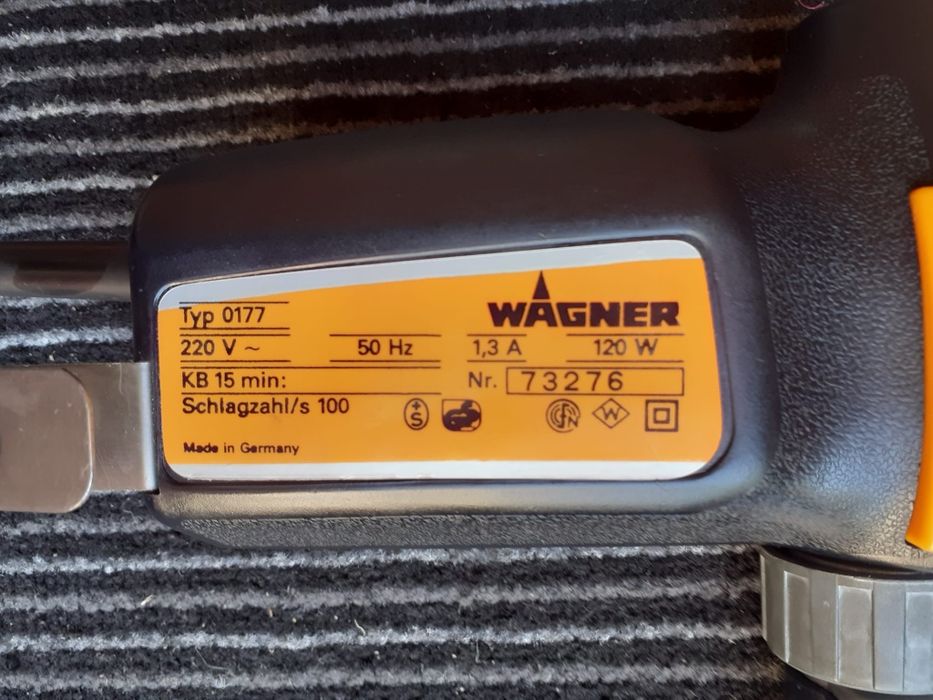 WAGNER
Typ 0177
220 V ~ 50 Hz 1,3 A 120 W
KB 15 min: Nr. 73276
Schlagzahl/s 100
+S
W
Made in Germany